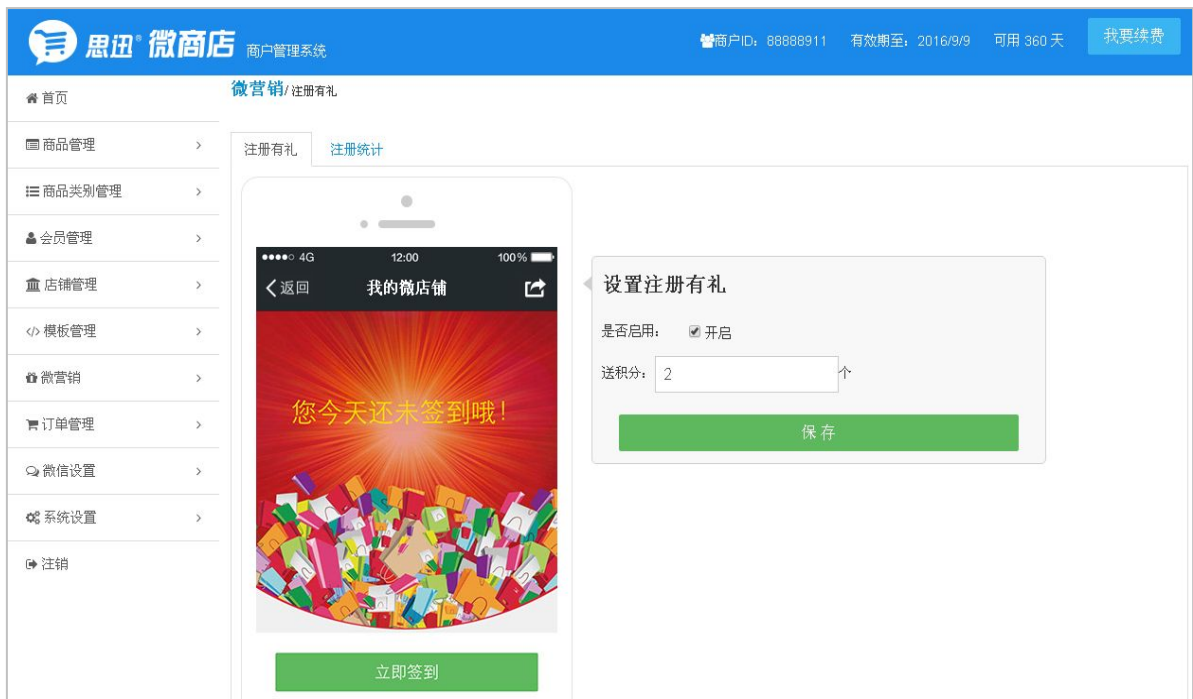 思迅® 微商店 商户管理系统 商户ID：88888911 有效期至：2016/9/9 可用 360 天 我要续费
首页
商品管理
商品类别管理
会员管理
店铺管理
模板管理
微营销
订单管理
微信设置
系统设置
注销
微营销/ 注册有礼
注册有礼 注册统计
4G 12:00 100%
返回 我的微店铺
您今天还未签到哦！
立即签到
设置注册有礼
是否启用： 开启
送积分： 2 个
保 存